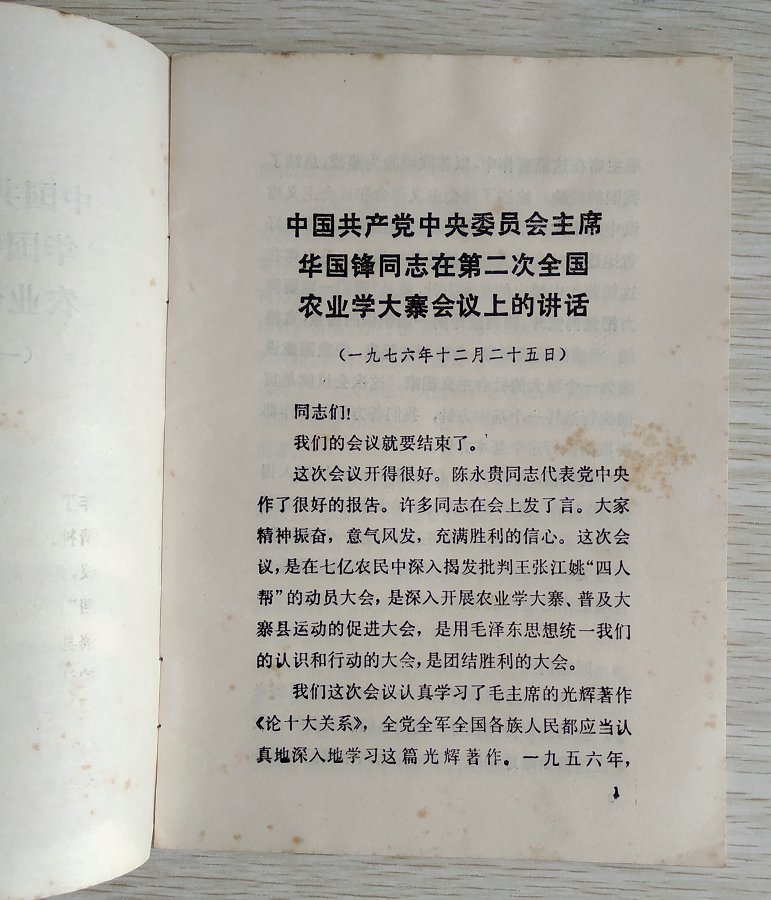 中国共产党中央委员会主席
华国锋同志在第二次全国
农业学大寨会议上的讲话
（一九七六年十二月二十五日）
同志们！
我们的会议就要结束了。
这次会议开得很好。陈永贵同志代表党中央
作了很好的报告。许多同志在会上发了言。大家
精神振奋，意气风发，充满胜利的信心。这次会
议，是在七亿农民中深入揭发批判王张江姚“四人
帮”的动员大会，是深入开展农业学大寨、普及大
寨县运动的促进大会，是用毛泽东思想统一我们
的认识和行动的大会，是团结胜利的大会。
我们这次会议认真学习了毛主席的光辉著作
《论十大关系》，全党全军全国各族人民都应当认
真地深入地学习这篇光辉著作。一九五六年，
1